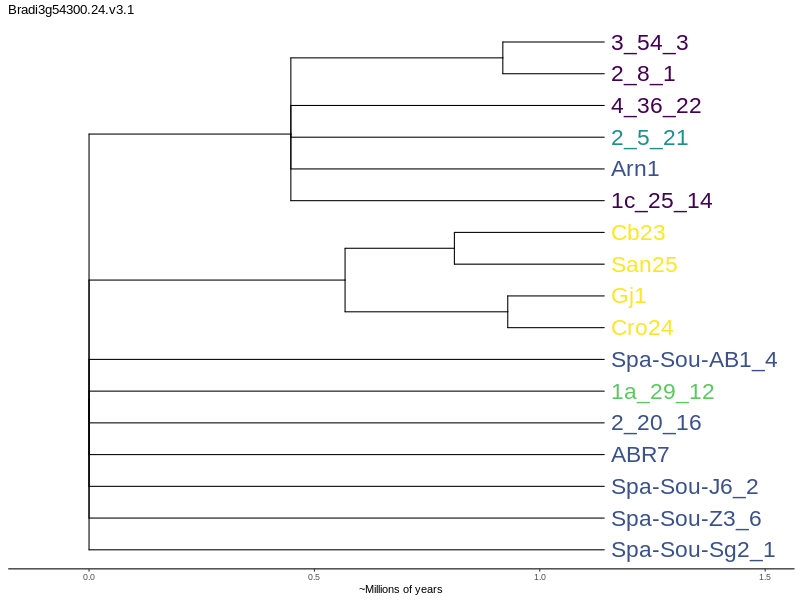 Bradi3g54300.24.v3.1
3_54_3
2_8_1
4_36_22
2_5_21
Arn1
1c_25_14
Cb23
San25
Gj1
Cro24
Spa-Sou-AB1_4
1a_29_12
2_20_16
ABR7
Spa-Sou-J6_2
Spa-Sou-Z3_6
Spa-Sou-Sg2_1
0.0 0.5 1.0 1.5
~Millions of years